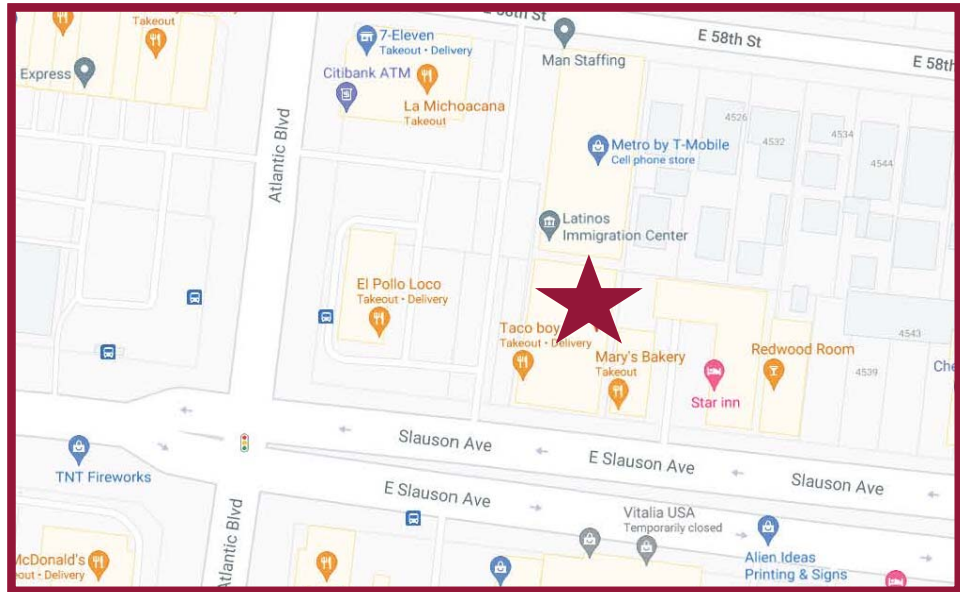 Takeout
E 58th St
Express
7-Eleven
Takeout • Delivery
Citibank ATM
La Michoacana
Takeout
Man Staffing
E 58th St
E 58th
Atlantic Blvd
Metro by T-Mobile
Cell phone store
4526
4532
4534
4544
Latinos
Immigration Center
El Pollo Loco
Takeout • Delivery
Taco boy
Takeout • Delivery
Mary's Bakery
Takeout
Star inn
Redwood Room
4543
4539
Che
Slauson Ave
E Slauson Ave
Slauson Ave
TNT Fireworks
E Slauson Ave
Atlantic Blvd
Vitalia USA
Temporarily closed
Alien Ideas
Printing & Signs
McDonald's
out • Delivery